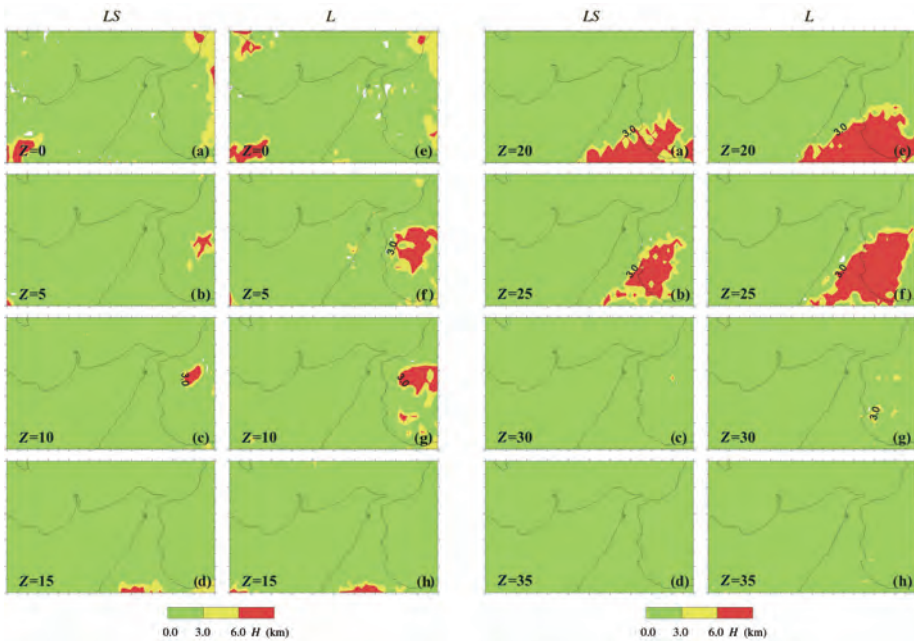 LS L LS L
Z=0 (a) Z=0 (e) 3.0 Z=20 (a) 3.0 Z=20 (e)
Z=5 (b) 3.0 Z=5 (f) 3.0 Z=25 (b) 3.0 Z=25 (f)
3.0 Z=10 (c) 3.0 Z=10 (g) Z=30 (c) 3.0 Z=30 (g)
Z=15 (d) Z=15 (h) Z=35 (d) Z=35 (h)
0.0 3.0 6.0 H (km) 0.0 3.0 6.0 H (km)